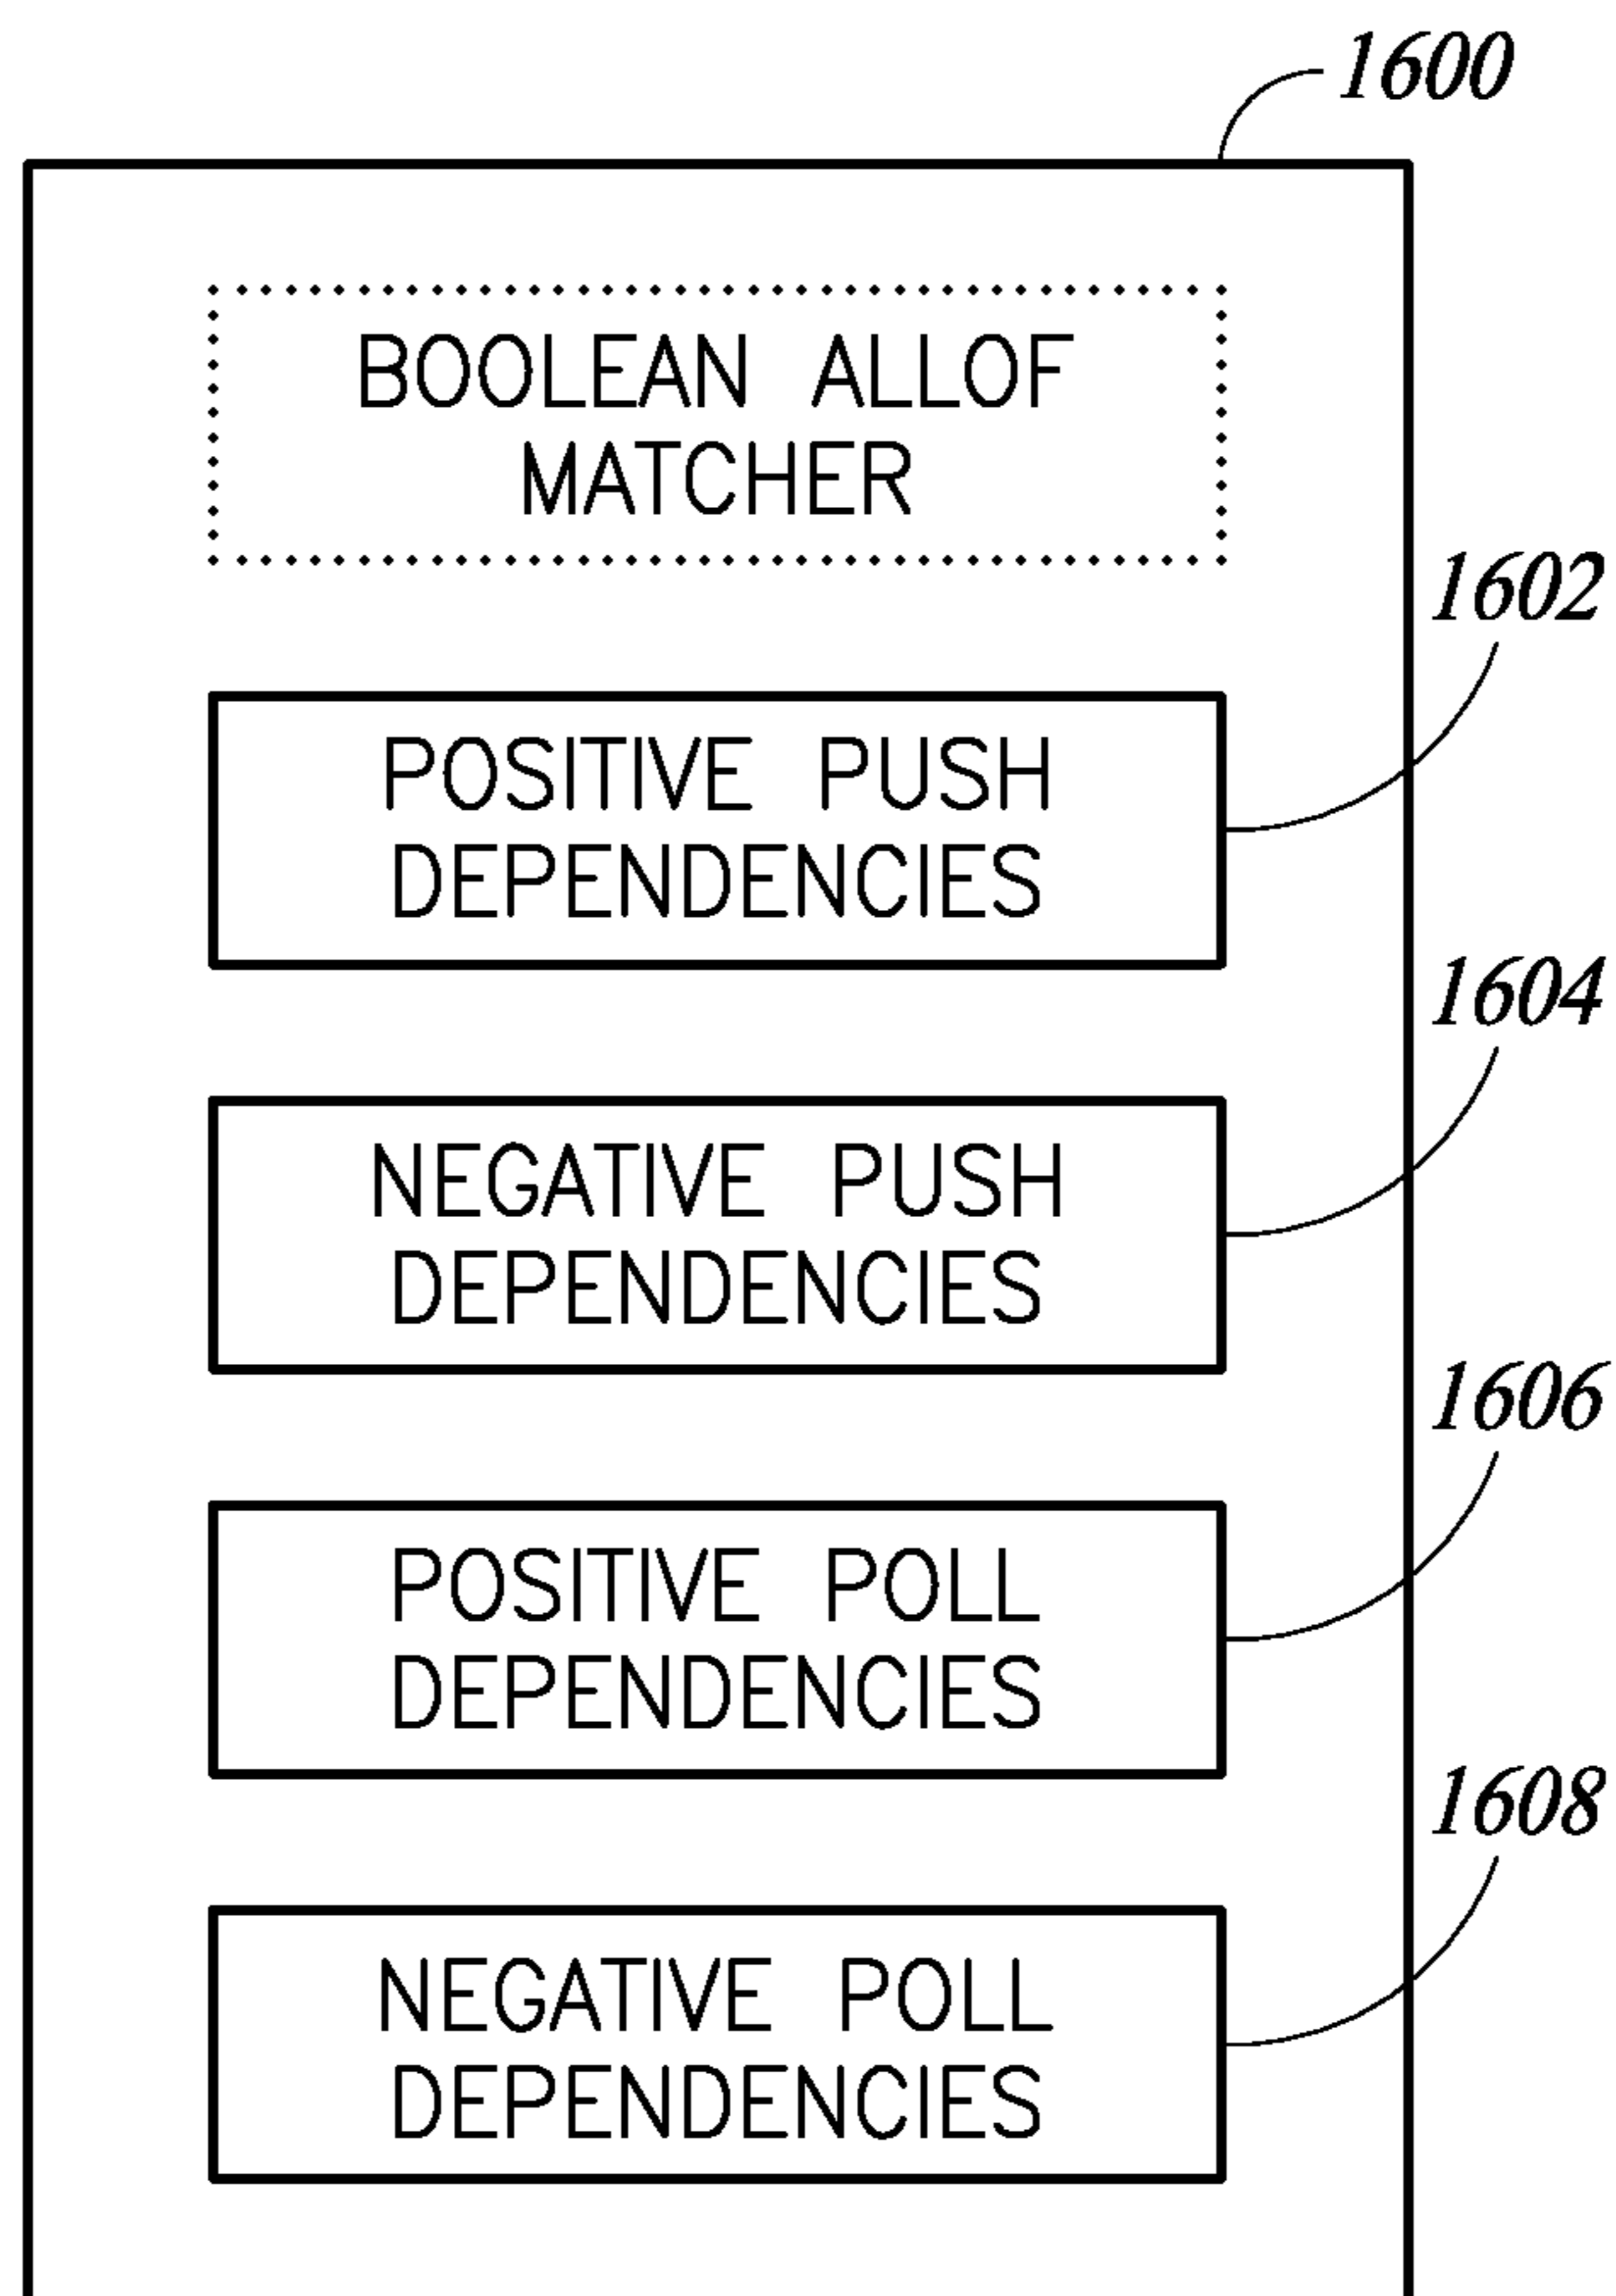 1600
BOOLEAN ALLOF
MATCHER
1602
POSITIVE PUSH
DEPENDENCIES
1604
NEGATIVE PUSH
DEPENDENCIES
1606
POSITIVE POLL
DEPENDENCIES
1608
NEGATIVE POLL
DEPENDENCIES